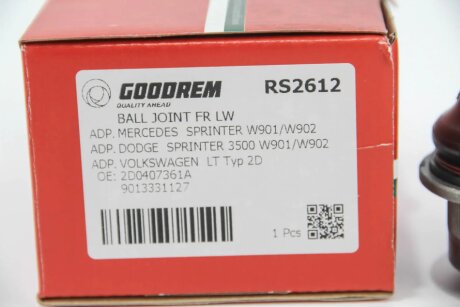 GOODREM RS2612
QUALITY AHEAD
BALL JOINT FR LW
ADP. MERCEDES SPRINTER W901/W902
ADP. DODGE SPRINTER 3500 W901/W902
ADP. VOLKSWAGEN LT Typ 2D
OE: 2D0407361A
9013331127
1 Pcs